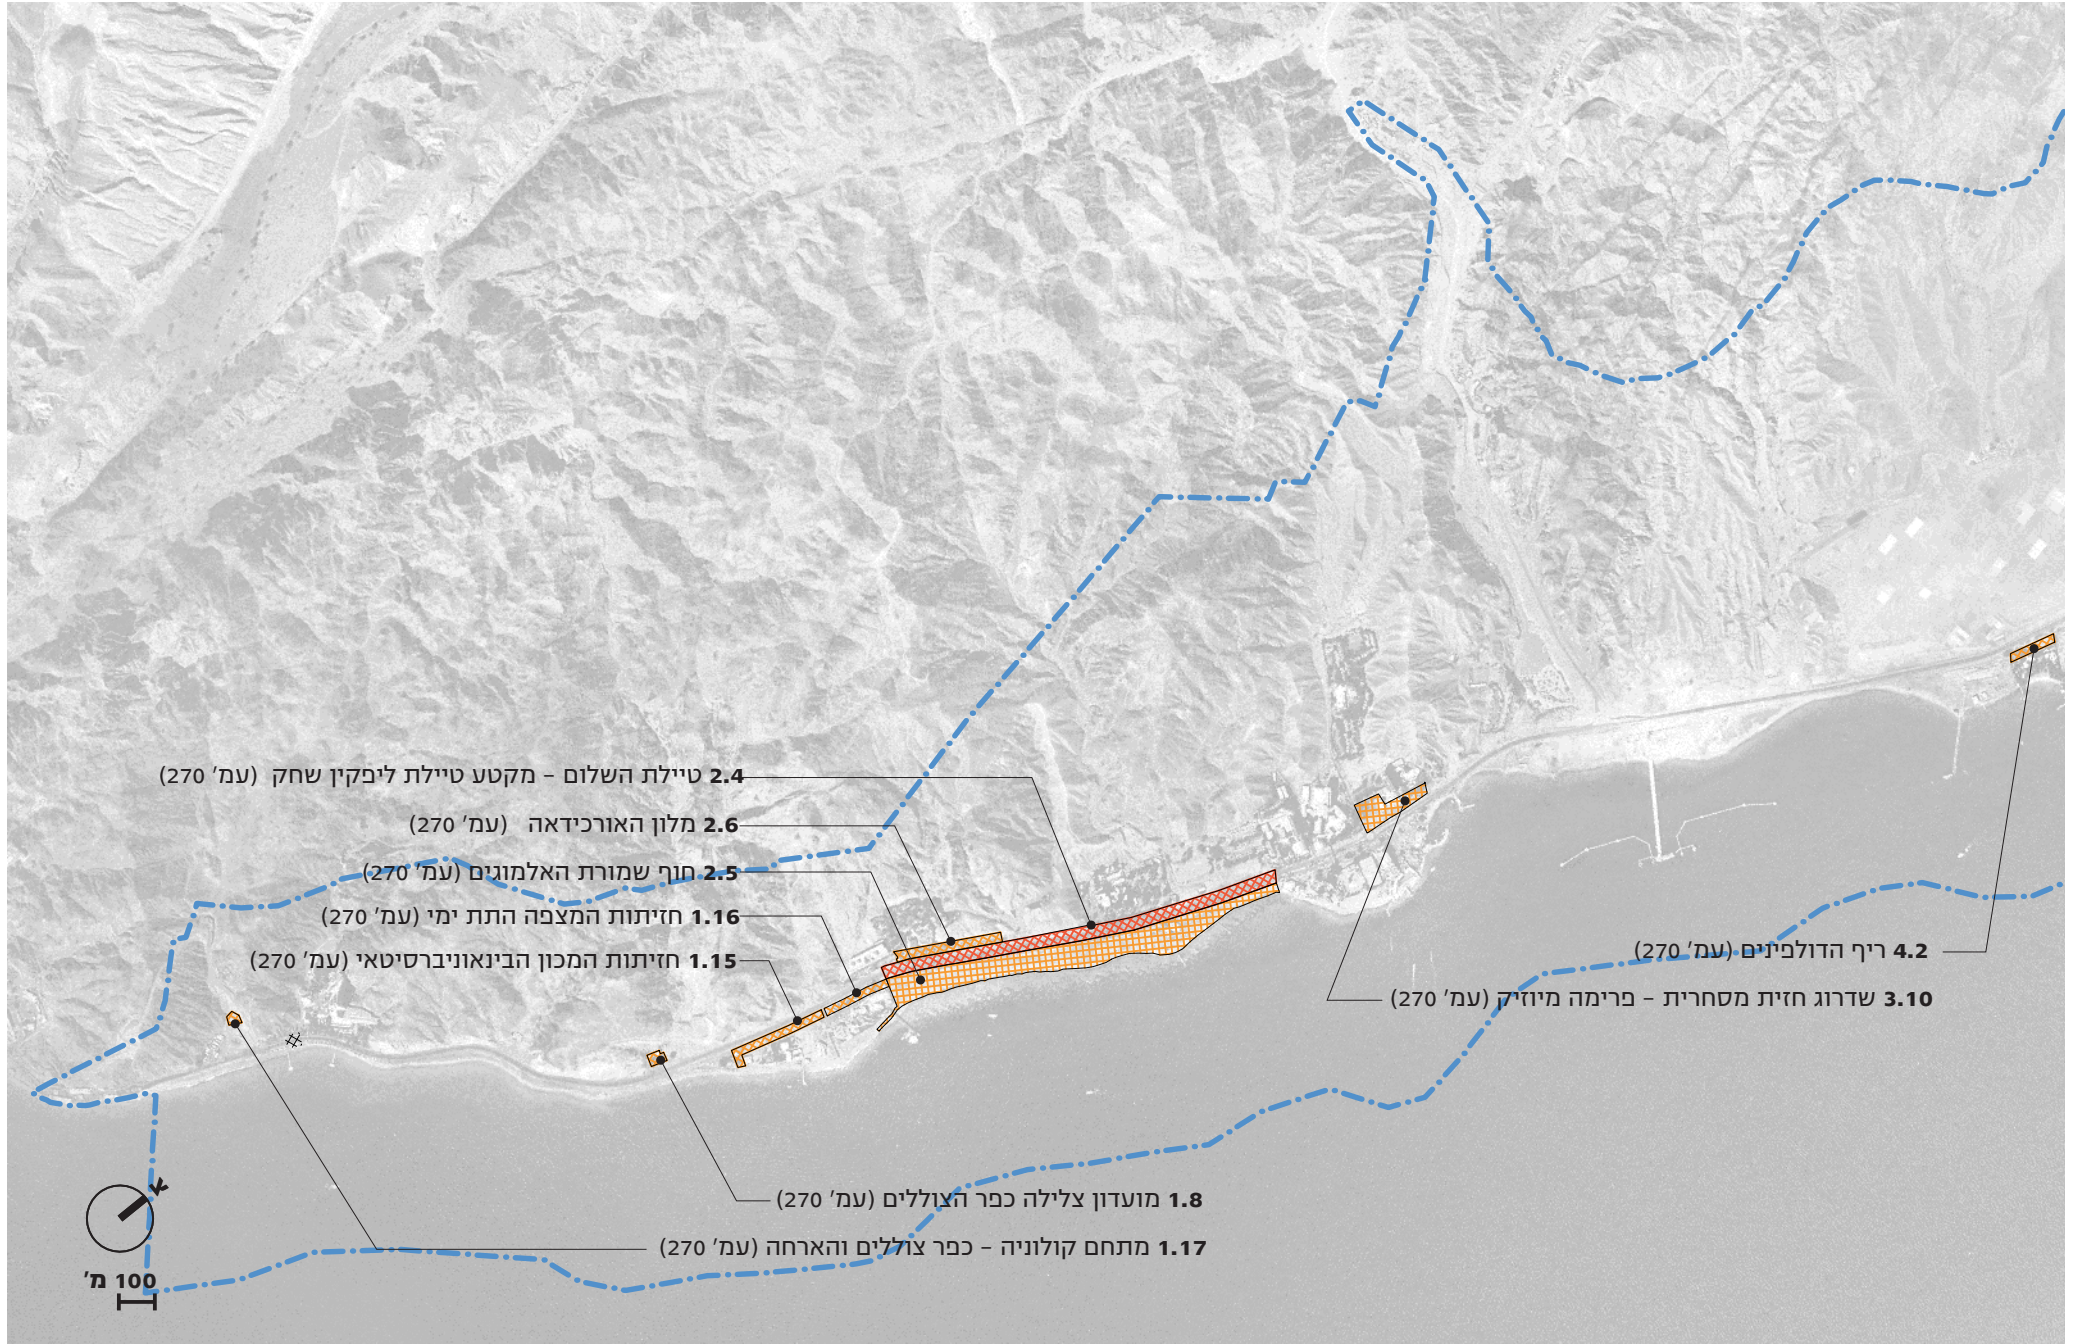 2.4 טיילת השלום – מקטע טיילת ליפקין שחק (עמ' 270)
2.6 מלון האורכידאה (עמ' 270)
2.5 חוף שמורת האלמוגים (עמ' 270)
1.16 חזיתות המצפה התת ימי (עמ' 270)
1.15 חזיתות המכון הבינאוניברסיטאי (עמ' 270)
4.2 ריף הדולפינים (עמ' 270)
3.10 שדרוג חזית מסחרית – פרימה מיוזיק (עמ' 270)
1.8 מועדון צלילה כפר הצוללים (עמ' 270)
1.17 מתחם קולוניה – כפר צוללים והארחה (עמ' 270)
צ
100 מ'